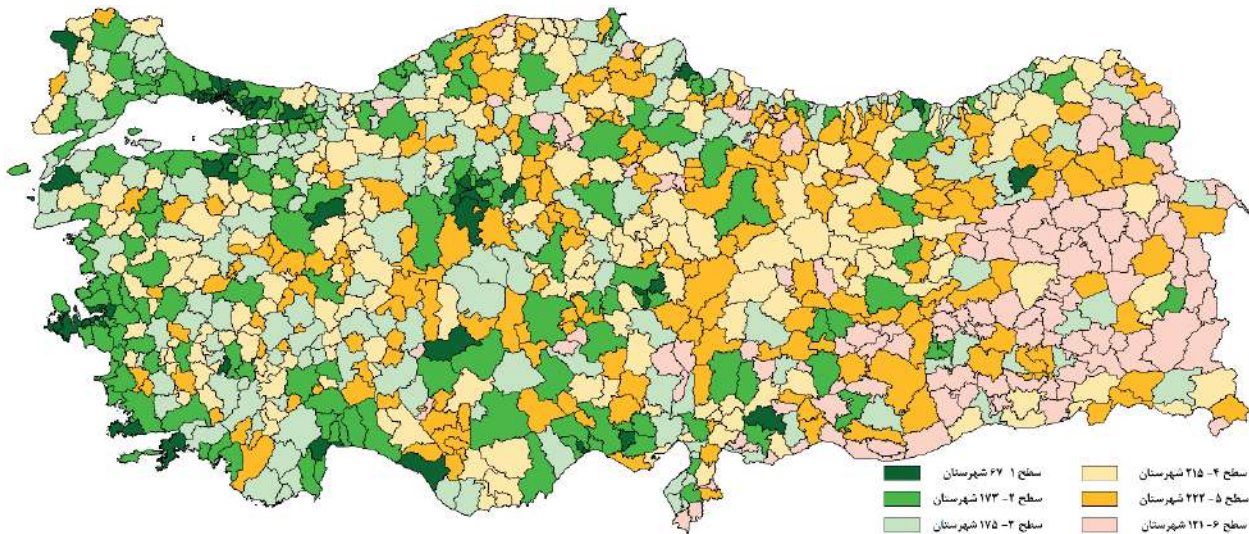 سطح ۱ ۶۷ شهرستان
سطح ۲- ۱۷۳ شهرستان
سطح ۳- ۱۷۵ شهرستان
سطح ۴- ۲۱۵ شهرستان
سطح ۵- ۲۲۲ شهرستان
سطح ۶- ۱۲۱ شهرستان